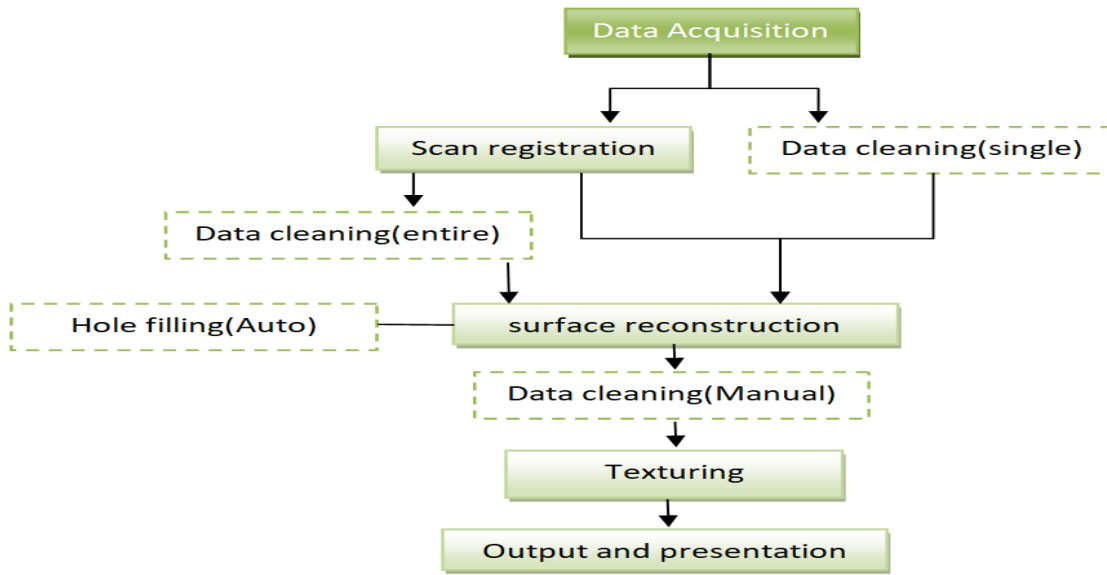 Data Acquisition
Scan registration
Data cleaning(single)
Data cleaning(entire)
Hole filling(Auto)
surface reconstruction
Data cleaning(Manual)
Texturing
Output and presentation